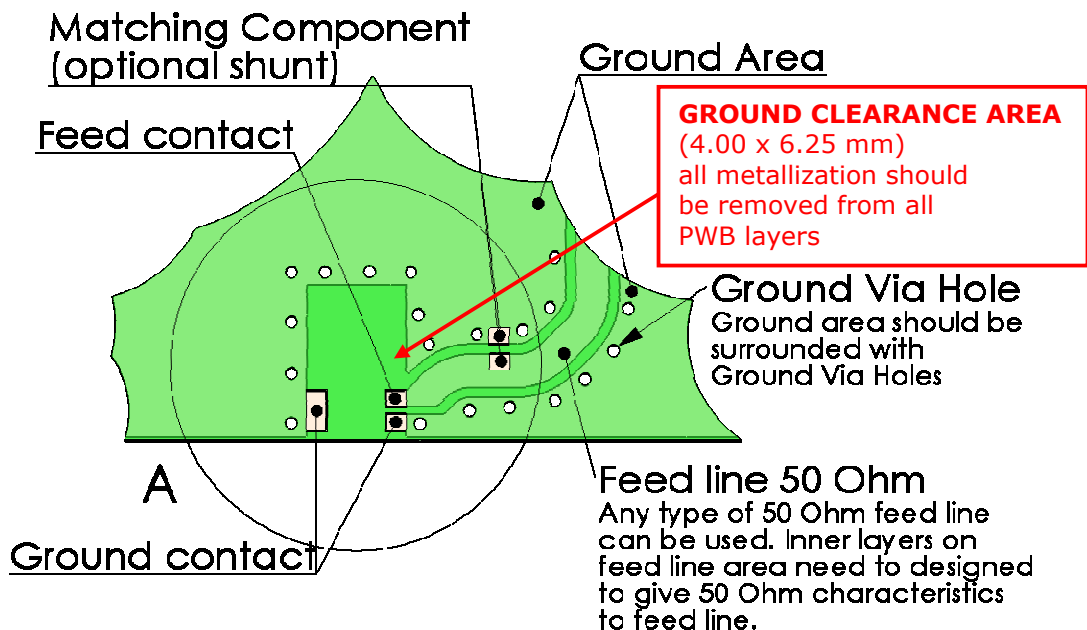 Matching Component
(optional shunt)
Ground Area
GROUND CLEARANCE AREA
(4.00 x 6.25 mm)
all metallization should
be removed from all
PWB layers
Feed contact
Ground Via Hole
Ground area should be
surrounded with
Ground Via Holes
A
Feed line 50 Ohm
Any type of 50 Ohm feed line
can be used. Inner layers on
feed line area need to designed
to give 50 Ohm characteristics
to feed line.
Ground contact